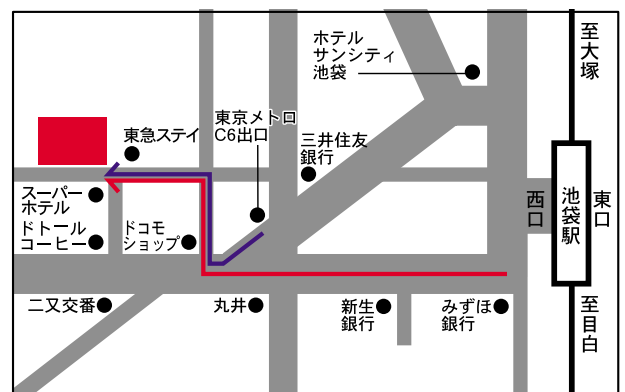 至大塚
ホテル
サンシティ
池袋
東京メトロ
C6出口
東急ステイ
三井住友
銀行
スーパー
ホテル
ドトール
コーヒー
ドコモ
ショップ
西口
池袋駅
東口
二又交番
丸井
新生
銀行
みずほ
銀行
至目白